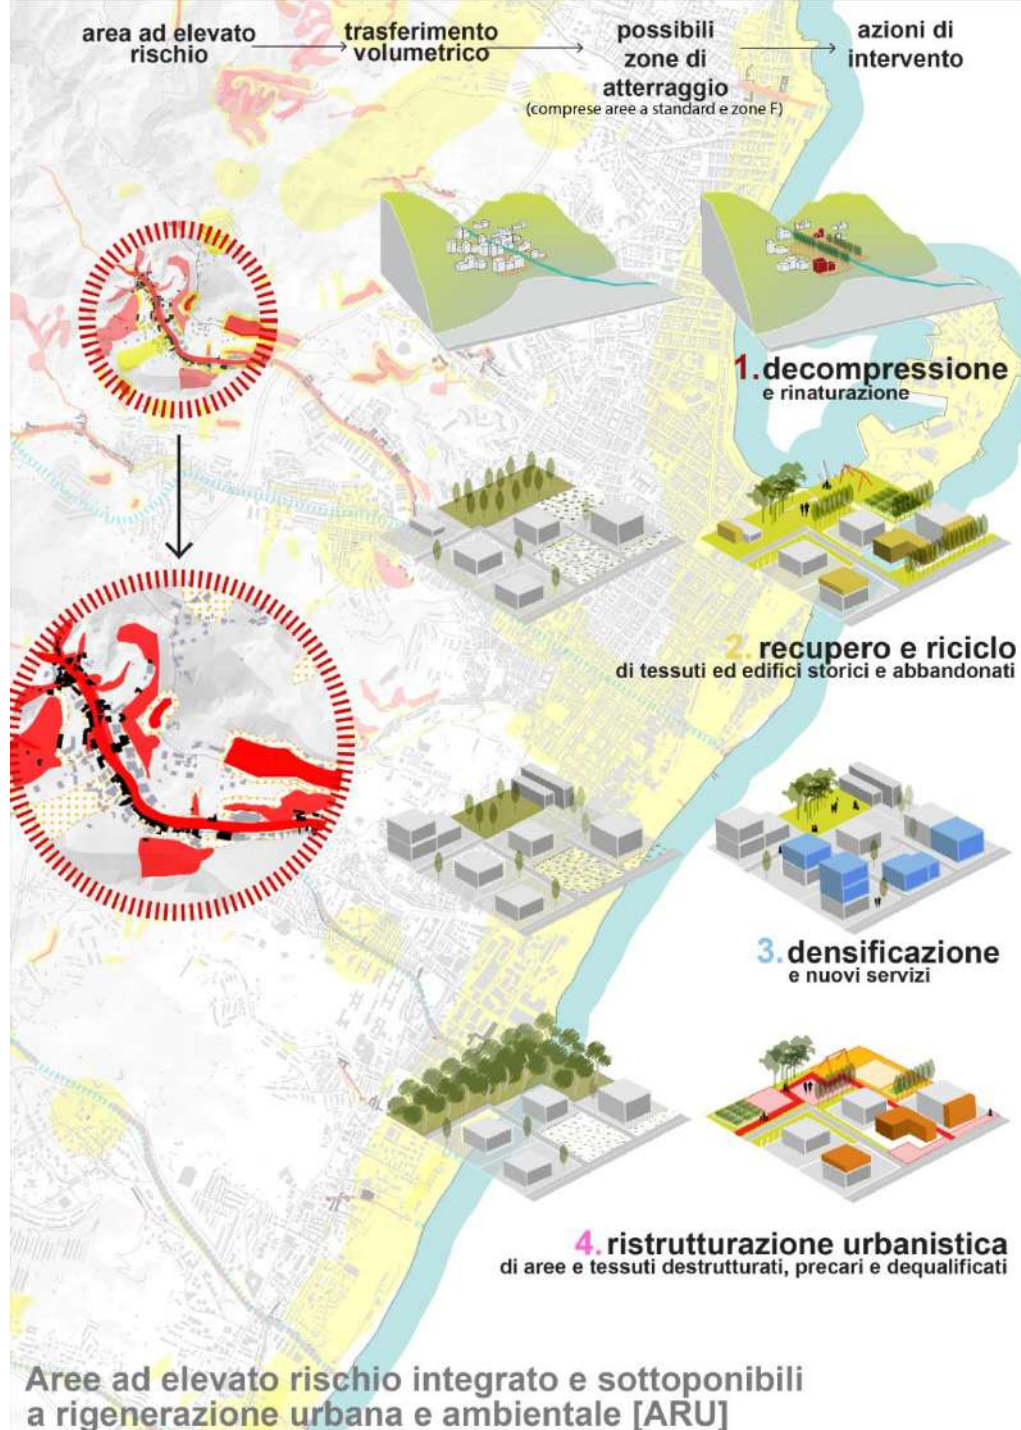 area ad elevato
rischio
trasferimento
volumetrico
possibili
zone di
atterraggio
(comprese aree a standard e zone F)
azioni di
intervento
1.decompressione
e rinaturazione
2. recupero e riciclo
di tessuti ed edifici storici e abbandonati
3.densificazione
e nuovi servizi
4.ristrutturazione urbanistica
di aree e tessuti destrutturati, precari e dequalificati
Aree ad elevato rischio integrato e sottoponibili
a rigenerazione urbana e ambientale [ARU]